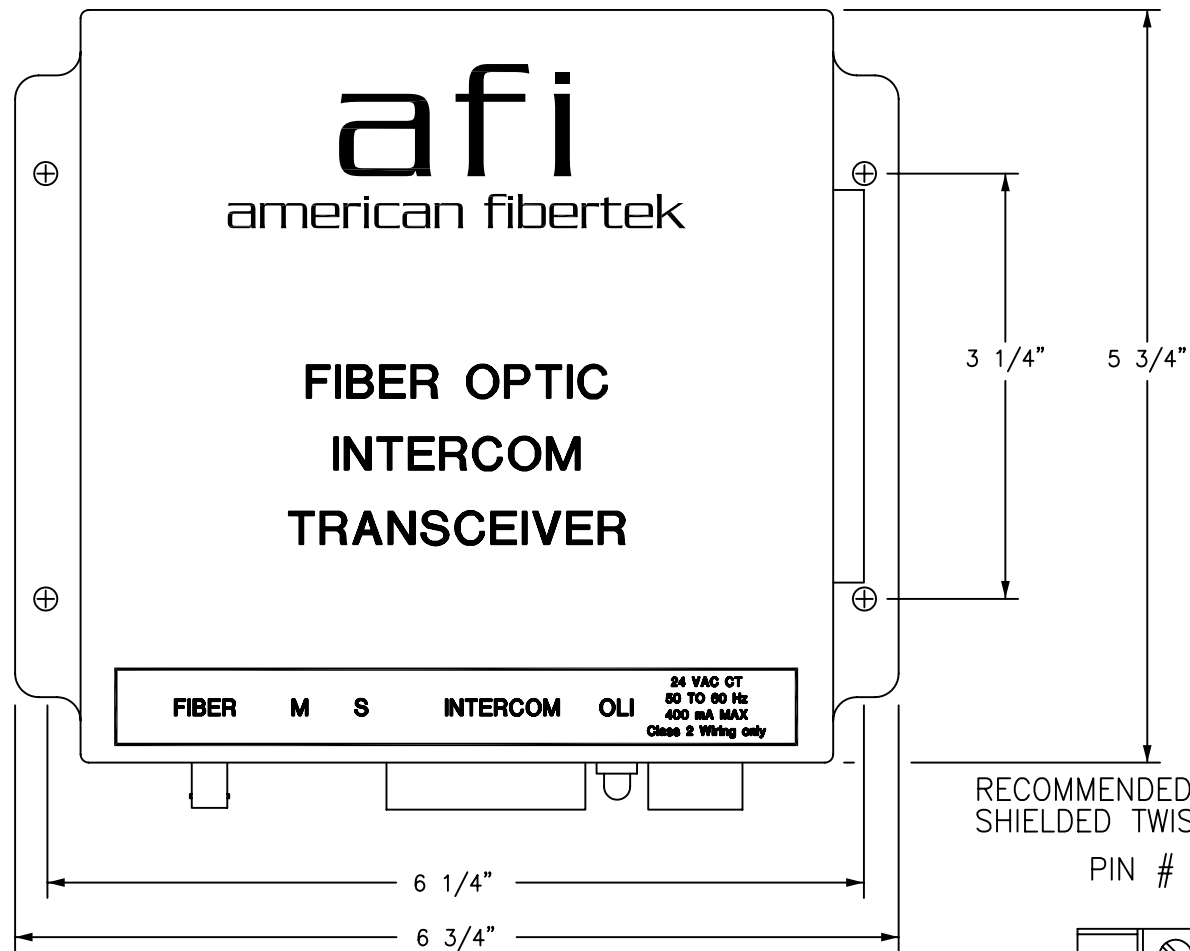 afi
american fibertek
FIBER OPTIC
INTERCOM
TRANSCEIVER
3 1/4”
5 3/4”
FIBER M S INTERCOM OLI
24 VAC CT
50 TO 60 Hz
400 mA MAX
Class 2 Wiring only
RECOMMENDED
SHIELDED
PIN #
6 1/4”
6 3/4”